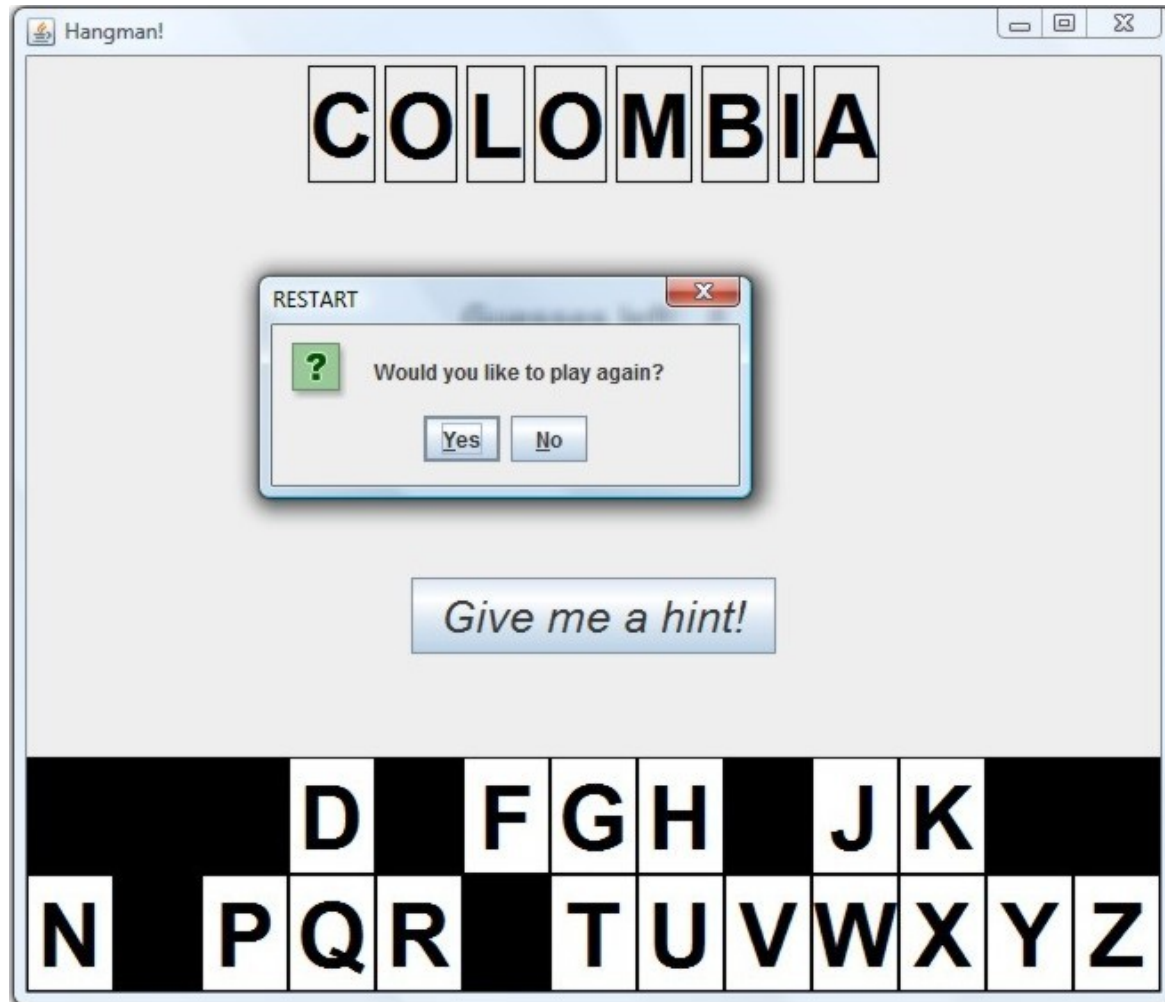 Hangman!
COLOMBIA
RESTART
Would you like to play again?
Yes No
Give me a hint!
D F G H J K
N P Q R T U V W X Y Z